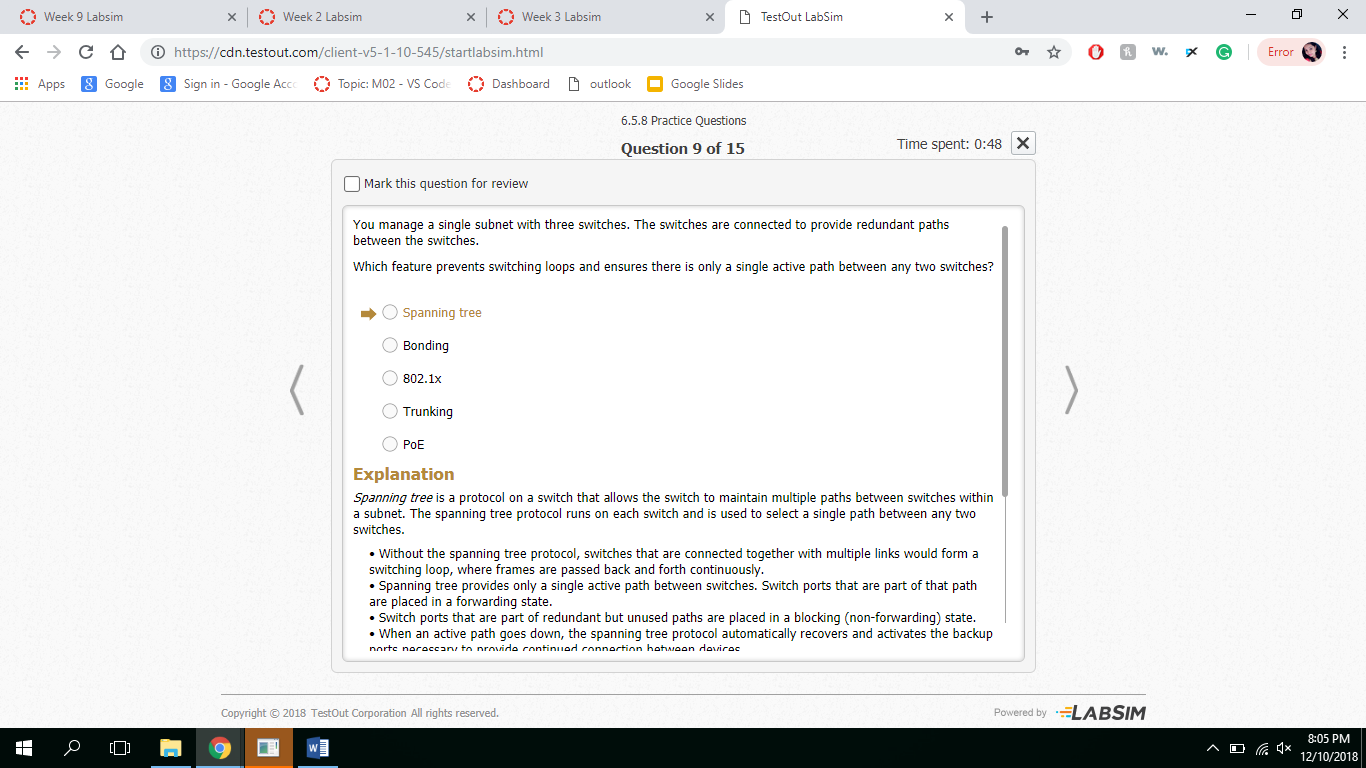 Week 9 Labsim
Week 2 Labsim
Week 3 Labsim
TestOut LabSim
https://cdn.testout.com/client-v5-1-10-545/startlabsim.html
Error
Apps
Google
Sign in - Google Acc
Topic: M02 - VS Code
Dashboard
outlook
Google Slides
6.5.8 Practice Questions
Question 9 of 15
Time spent: 0:48
Mark this question for review
You manage a single subnet with three switches. The switches are connected to provide redundant paths
between the switches.
Which feature prevents switching loops and ensures there is only a single active path between any two switches?
Spanning tree
Bonding
802.1x
Trunking
PoE
Explanation
Spanning tree is a protocol on a switch that allows the switch to maintain multiple paths between switches within
a subnet. The spanning tree protocol runs on each switch and is used to select a single path between any two
switches.
• Without the spanning tree protocol, switches that are connected together with multiple links would form a
switching loop, where frames are passed back and forth continuously.
• Spanning tree provides only a single active path between switches. Switch ports that are part of that path
are placed in a forwarding state.
• Switch ports that are part of redundant but unused paths are placed in a blocking (non-forwarding) state.
• When an active path goes down, the spanning tree protocol automatically recovers and activates the backup
ports necessary to provide continued connection between devices.
Copyright © 2018 TestOut Corporation All rights reserved.
Powered by LABSIM
8:05 PM
12/10/2018